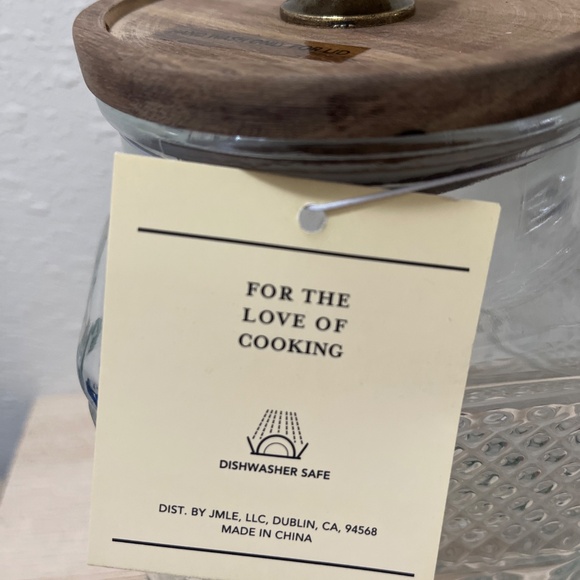 FOR THE
LOVE OF
COOKING
DISHWASHER SAFE
DIST. BY JMLE, LLC, DUBLIN, CA, 94568
MADE IN CHINA